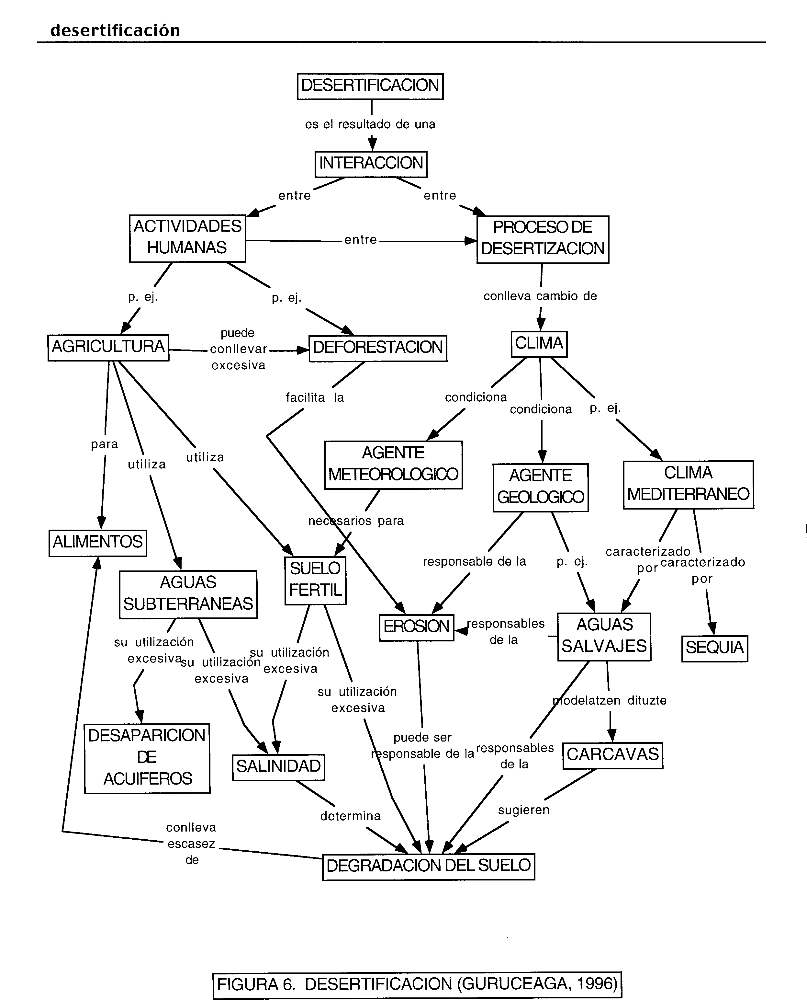 desertificación
DESERTIFICACION
es el resultado de una
INTERACCION
entre
entre
ACTIVIDADES
HUMANAS
entre
PROCESO DE
DESERTIZACION
p. ej.
p. ej.
conlleva cambio de
AGRICULTURA
puede
conllevar
excesiva
DEFORESTACION
CLIMA
facilita la
condiciona
condiciona
p. ej.
para
utiliza
utiliza
AGENTE
METEOROLOGICO
AGENTE
GEOLOGICO
CLIMA
MEDITERRANEO
necesarios para
ALIMENTOS
AGUAS
SUBTERRANEAS
SUELO
FERTIL
responsable de la
p. ej.
caracterizado
por
caracterizado
por
EROSION
responsables
de la
AGUAS
SALVAJES
SEQUIA
su utilización
excesiva
su utilización
excesiva
su utilización
excesiva
su utilización
excesiva
modelatzen dituzte
DESAPARICION
DE
ACUIFEROS
SALINIDAD
puede ser
responsable de la
responsables
de la
CARCAVAS
determina
sugieren
conlleva
escasez
de
DEGRADACION DEL SUELO
FIGURA 6. DESERTIFICACION (GURUCEAGA, 1996)